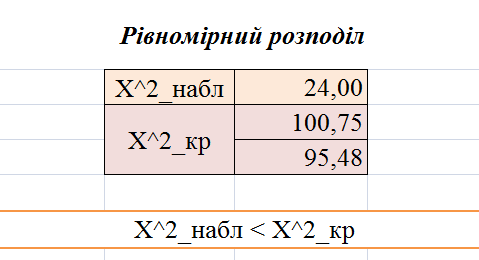 Рівномірний розподіл
X^2_набл 24,00
X^2_кр 100,75
95,48
X^2_набл < X^2_кр